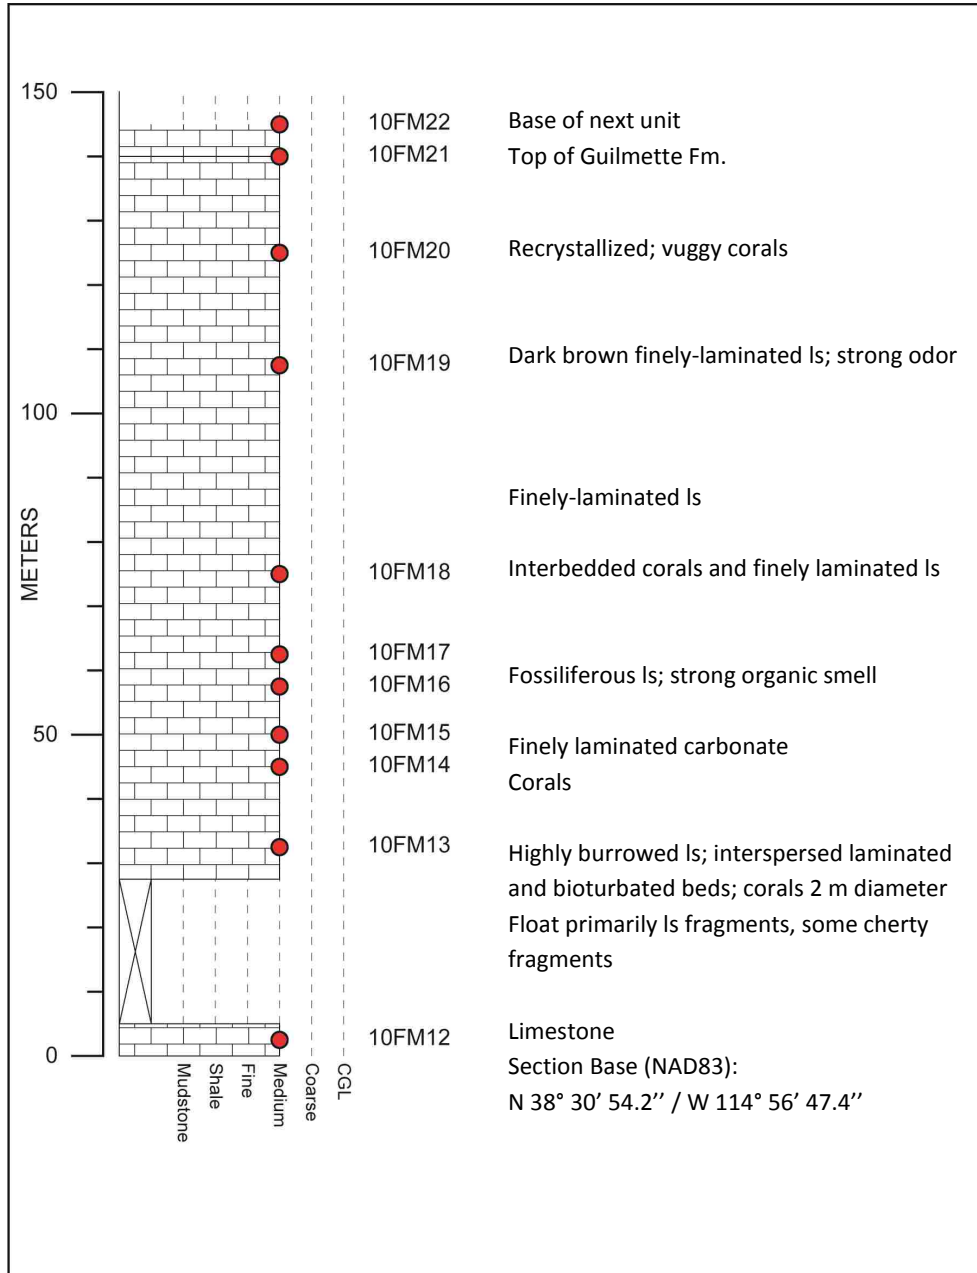 150
10FM22 Base of next unit
10FM21 Top of Guilmette Fm.
10FM20 Recrystallized; vuggy corals
10FM19 Dark brown finely-laminated ls; strong odor
100
Finely-laminated ls
METERS
10FM18 Interbedded corals and finely laminated ls
10FM17
10FM16 Fossiliferous ls; strong organic smell
50
10FM15
Finely laminated carbonate
10FM14
Corals
10FM13
Highly burrowed ls; interspersed laminated
and bioturbated beds; corals 2 m diameter
Float primarily ls fragments, some cherty
fragments
0
10FM12 Limestone
Section Base (NAD83):
N 38° 30’ 54.2’’ / W 114° 56’ 47.4’’
Mudstone
Shale
Fine
Medium
Coarse
CGL